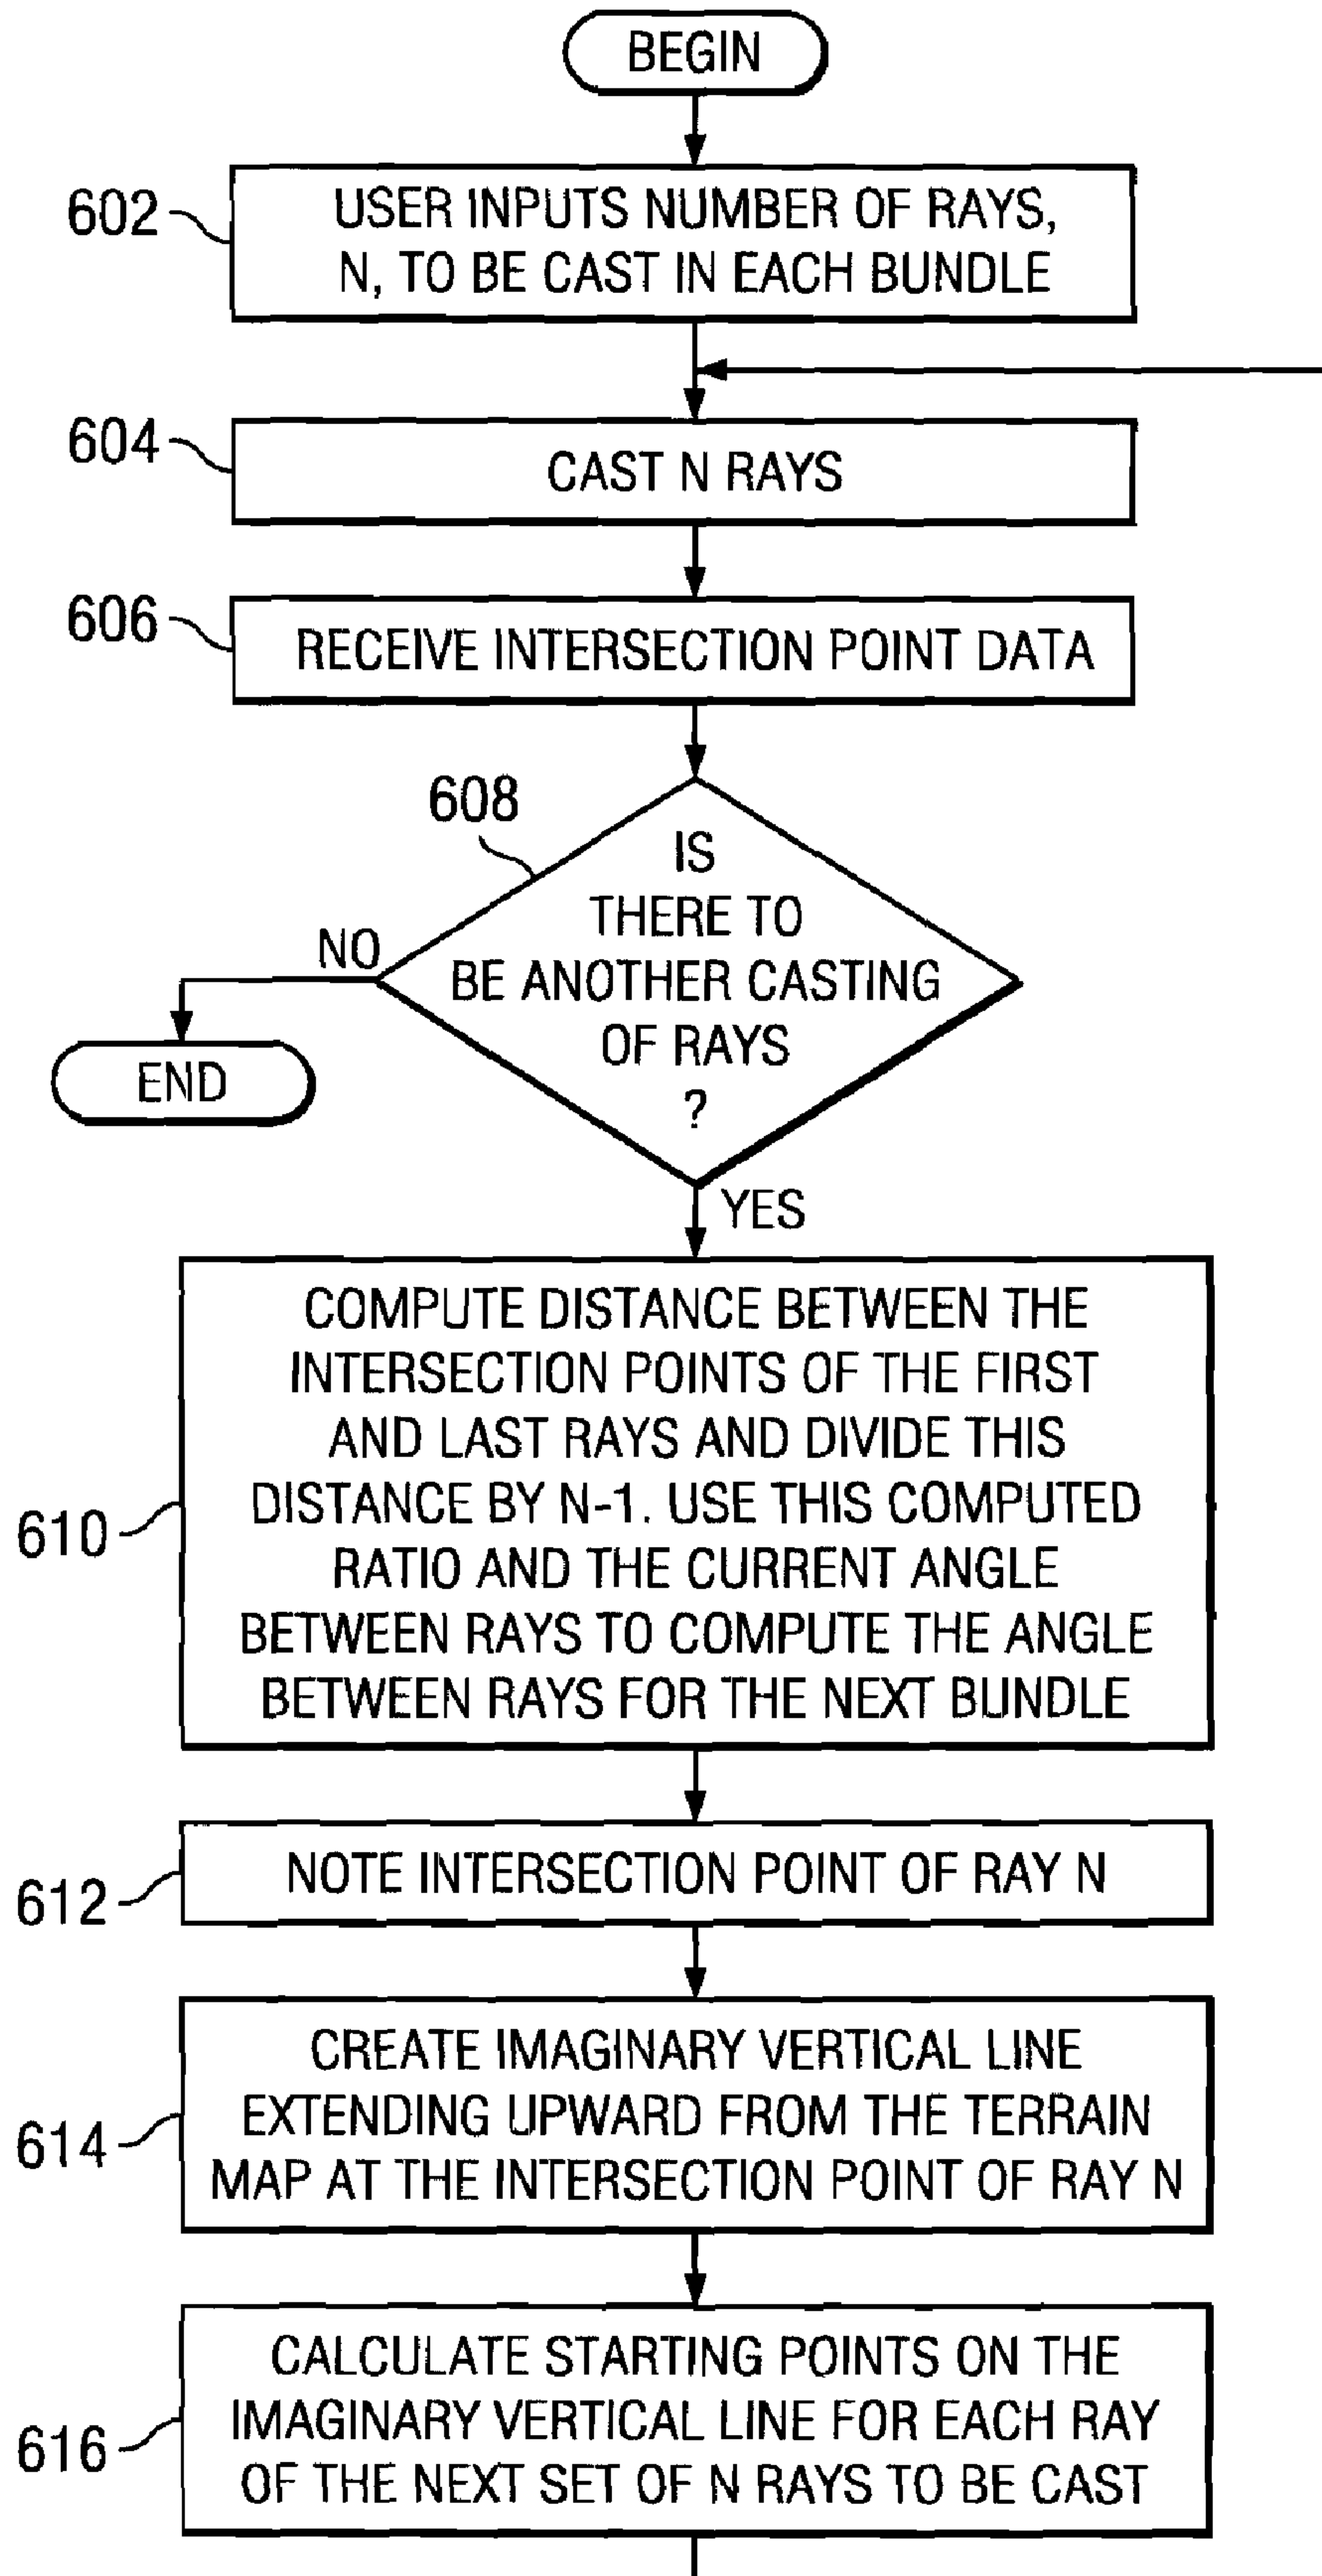 BEGIN
602
USER INPUTS NUMBER OF RAYS,
N, TO BE CAST IN EACH BUNDLE
604
CAST N RAYS
606
RECEIVE INTERSECTION POINT DATA
608
IS
THERE TO
BE ANOTHER CASTING
OF RAYS
?
NO
END
YES
610
COMPUTE DISTANCE BETWEEN THE
INTERSECTION POINTS OF THE FIRST
AND LAST RAYS AND DIVIDE THIS
DISTANCE BY N-1. USE THIS COMPUTED
RATIO AND THE CURRENT ANGLE
BETWEEN RAYS TO COMPUTE THE ANGLE
BETWEEN RAYS FOR THE NEXT BUNDLE
612
NOTE INTERSECTION POINT OF RAY N
614
CREATE IMAGINARY VERTICAL LINE
EXTENDING UPWARD FROM THE TERRAIN
MAP AT THE INTERSECTION POINT OF RAY N
616
CALCULATE STARTING POINTS ON THE
IMAGINARY VERTICAL LINE FOR EACH RAY
OF THE NEXT SET OF N RAYS TO BE CAST